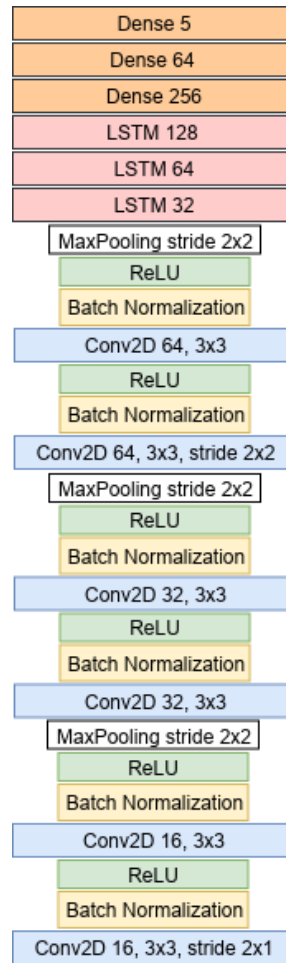 Dense 5
Dense 64
Dense 256
LSTM 128
LSTM 64
LSTM 32
MaxPooling stride 2x2
ReLU
Batch Normalization
Conv2D 64, 3x3
ReLU
Batch Normalization
Conv2D 64, 3x3, stride 2x2
MaxPooling stride 2x2
ReLU
Batch Normalization
Conv2D 32, 3x3
ReLU
Batch Normalization
Conv2D 32, 3x3
MaxPooling stride 2x2
ReLU
Batch Normalization
Conv2D 16, 3x3
ReLU
Batch Normalization
Conv2D 16, 3x3, stride 2x1